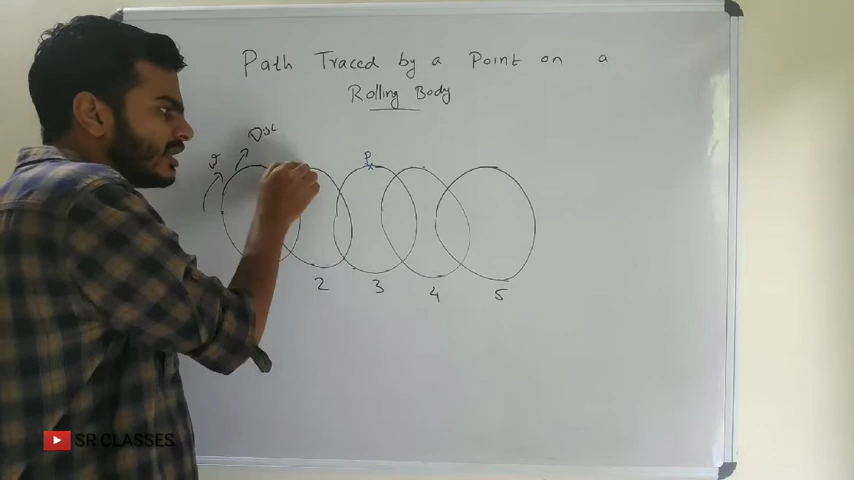 Path Traced by a Point on a
Rolling Body
Disc
P
2 3 4 5
SR CLASSES